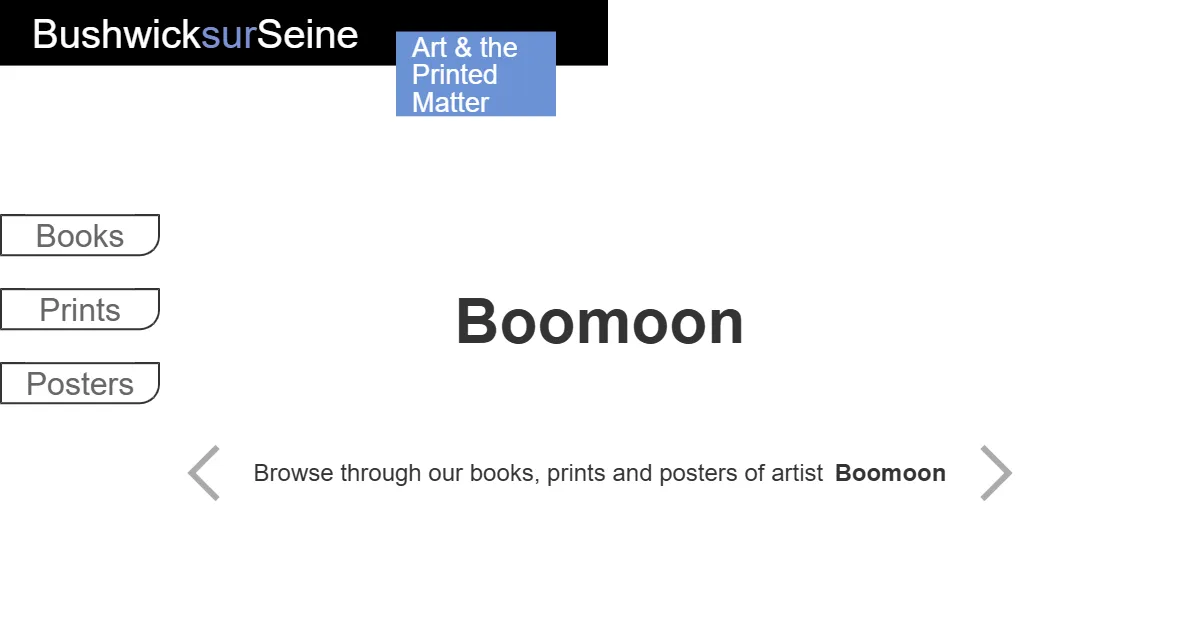 BushwicksurSeine
Art & the
Printed
Matter
Books
Prints
Posters
Boomoon
Browse through our books, prints and posters of artist Boomoon